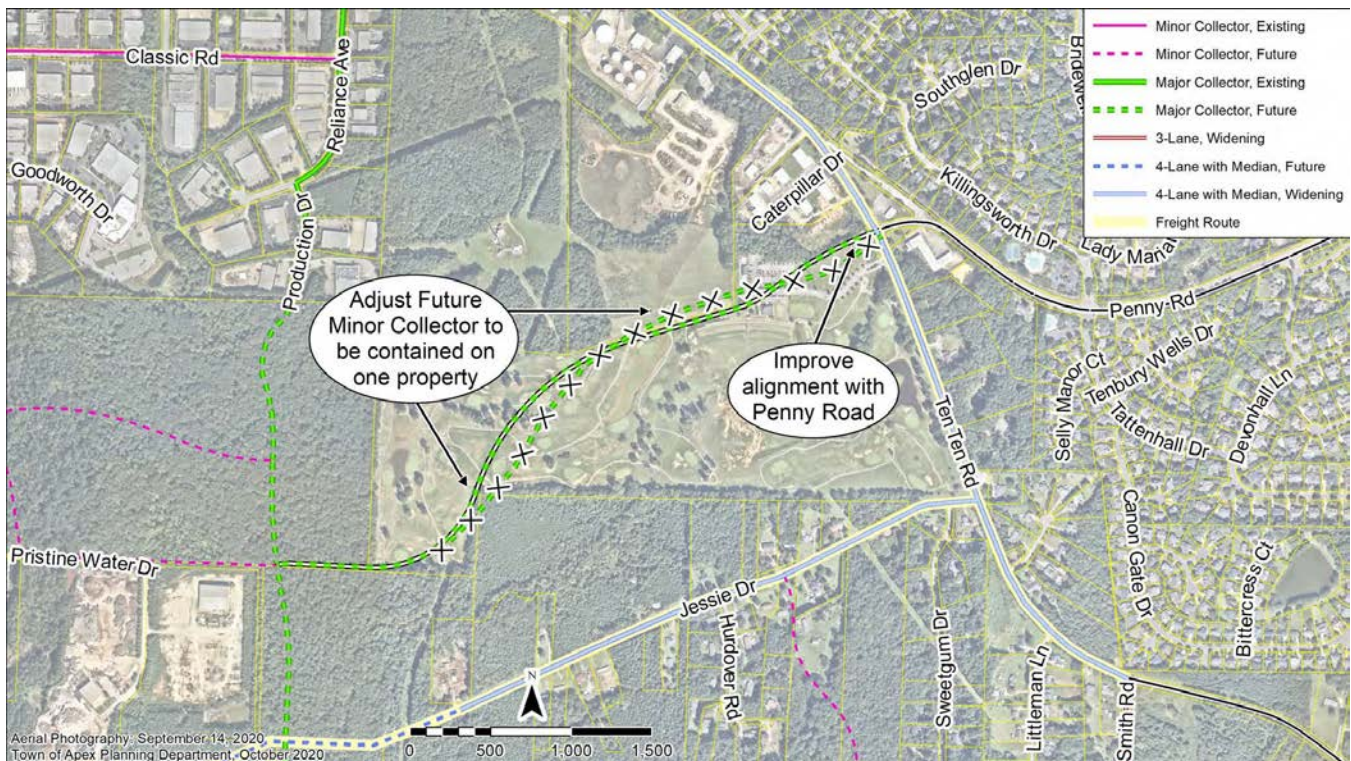 Classic Rd
Reliance Ave
Goodworth Dr
Production Dr
Caterpillar Dr
Southglen Dr
Killingsworth Dr
Penny Rd
Selly Manor Ct
Tenbury Wells Dr
Tattenhall Dr
Devonhall Ln
Ten Ten Rd
Canon Gate Dr
Bittercress Ct
Pristine Water Dr
Jessie Dr
Hurdover Rd
Sweetgum Dr
Littleman Ln
Smith Rd
Adjust Future
Minor Collector to
be contained on
one property
Improve
alignment with
Penny Road
Minor Collector, Existing
Minor Collector, Future
Major Collector, Existing
Major Collector, Future
3-Lane, Widening
4-Lane with Median, Future
4-Lane with Median, Widening
Freight Route
N
0 500 1,000 1,500
Aerial Photography: September 14, 2020
Town of Apex Planning Department, October 2020